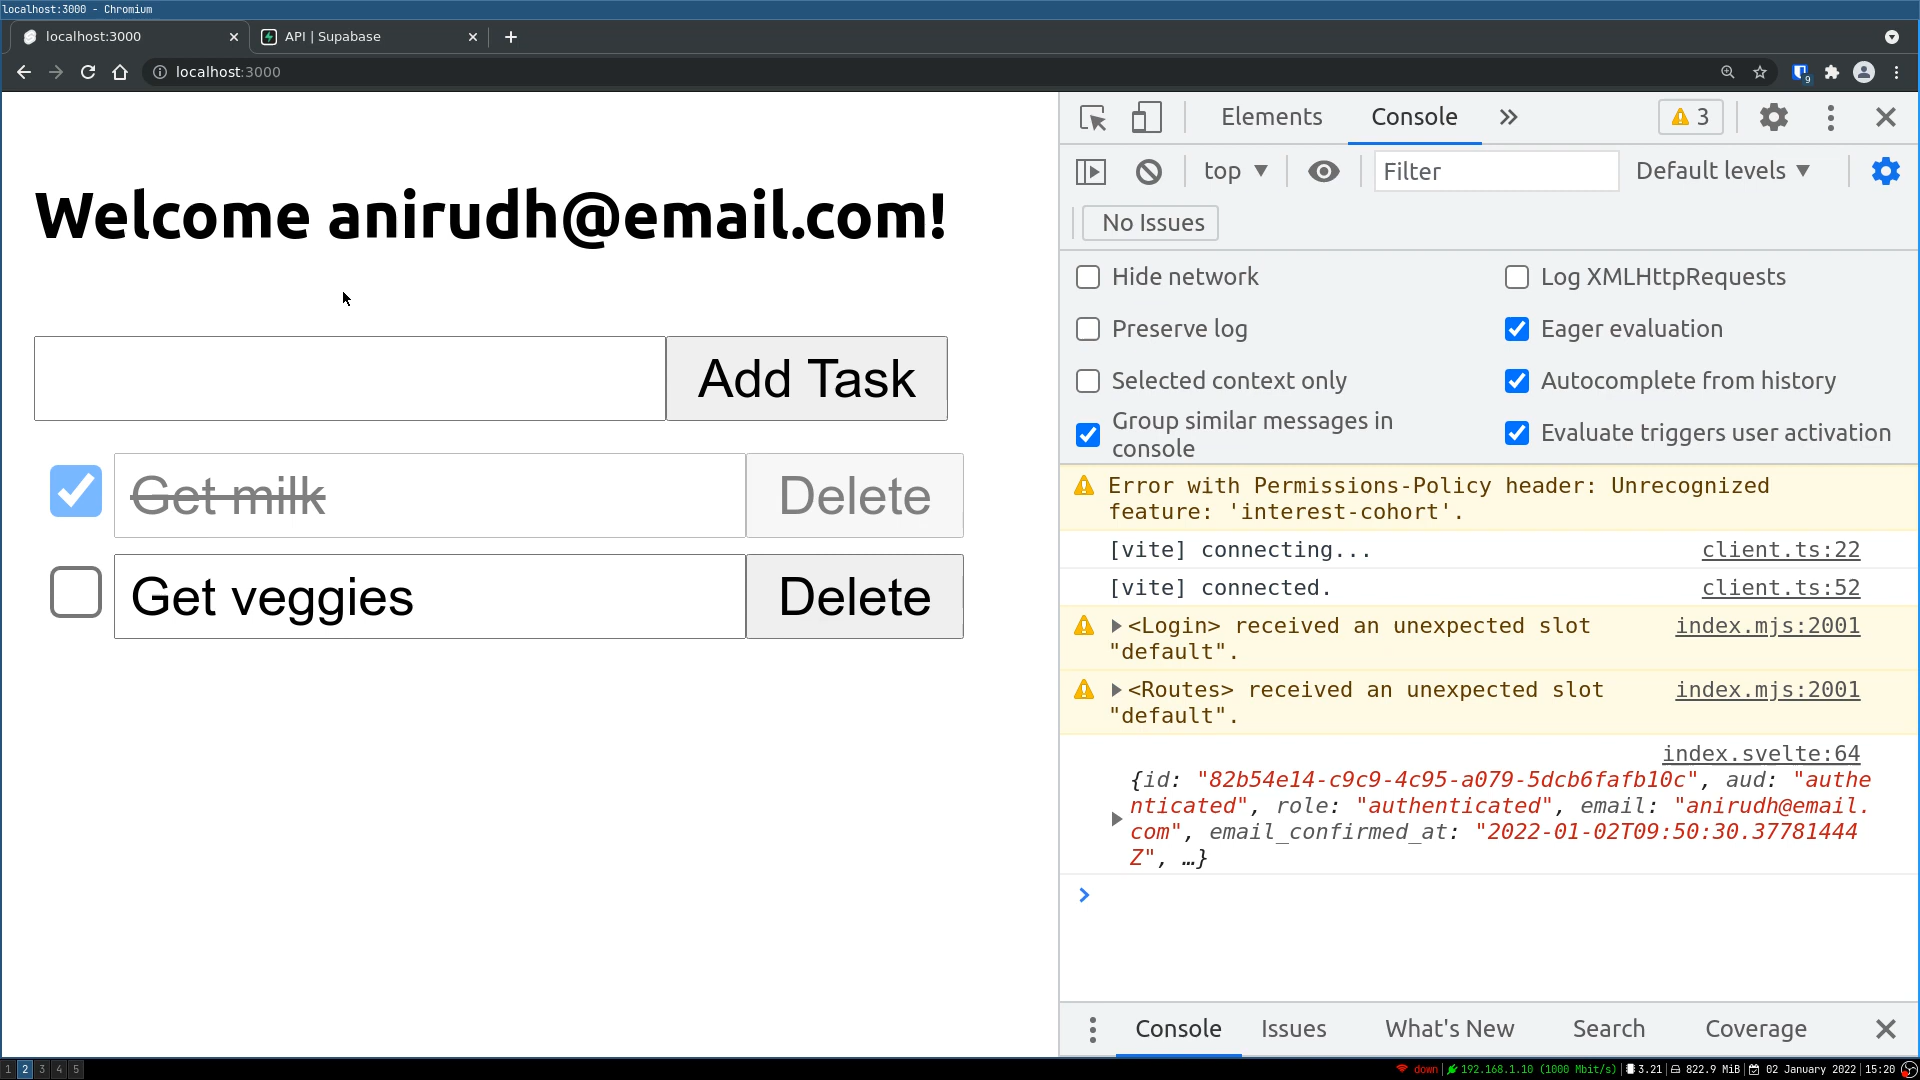 localhost:3000 - Chromium
localhost:3000
API | Supabase
localhost:3000
Elements Console 3
top Filter Default levels
No Issues
Hide network Log XMLHttpRequests
Preserve log Eager evaluation
Selected context only Autocomplete from history
Group similar messages in console Evaluate triggers user activation
Welcome anirudh@email.com!
Add Task
Get milk Delete
Get veggies Delete
Error with Permissions-Policy header: Unrecognized
feature: 'interest-cohort'.
[vite] connecting... client.ts:22
[vite] connected. client.ts:52
<Login> received an unexpected slot index.mjs:2001
"default".
<Routes> received an unexpected slot index.mjs:2001
"default".
index.svelte:64
{id: "82b54e14-c9c9-4c95-a079-5dcb6fafb10c", aud: "authe
nticated", role: "authenticated", email: "anirudh@email.
com", email_confirmed_at: "2022-01-02T09:50:30.37781444
Z", …}
Console Issues What's New Search Coverage
1 2 3 4 5 down 192.168.1.10 (1000 Mbit/s) 3.21 822.9 MiB 02 January 2022 15:20